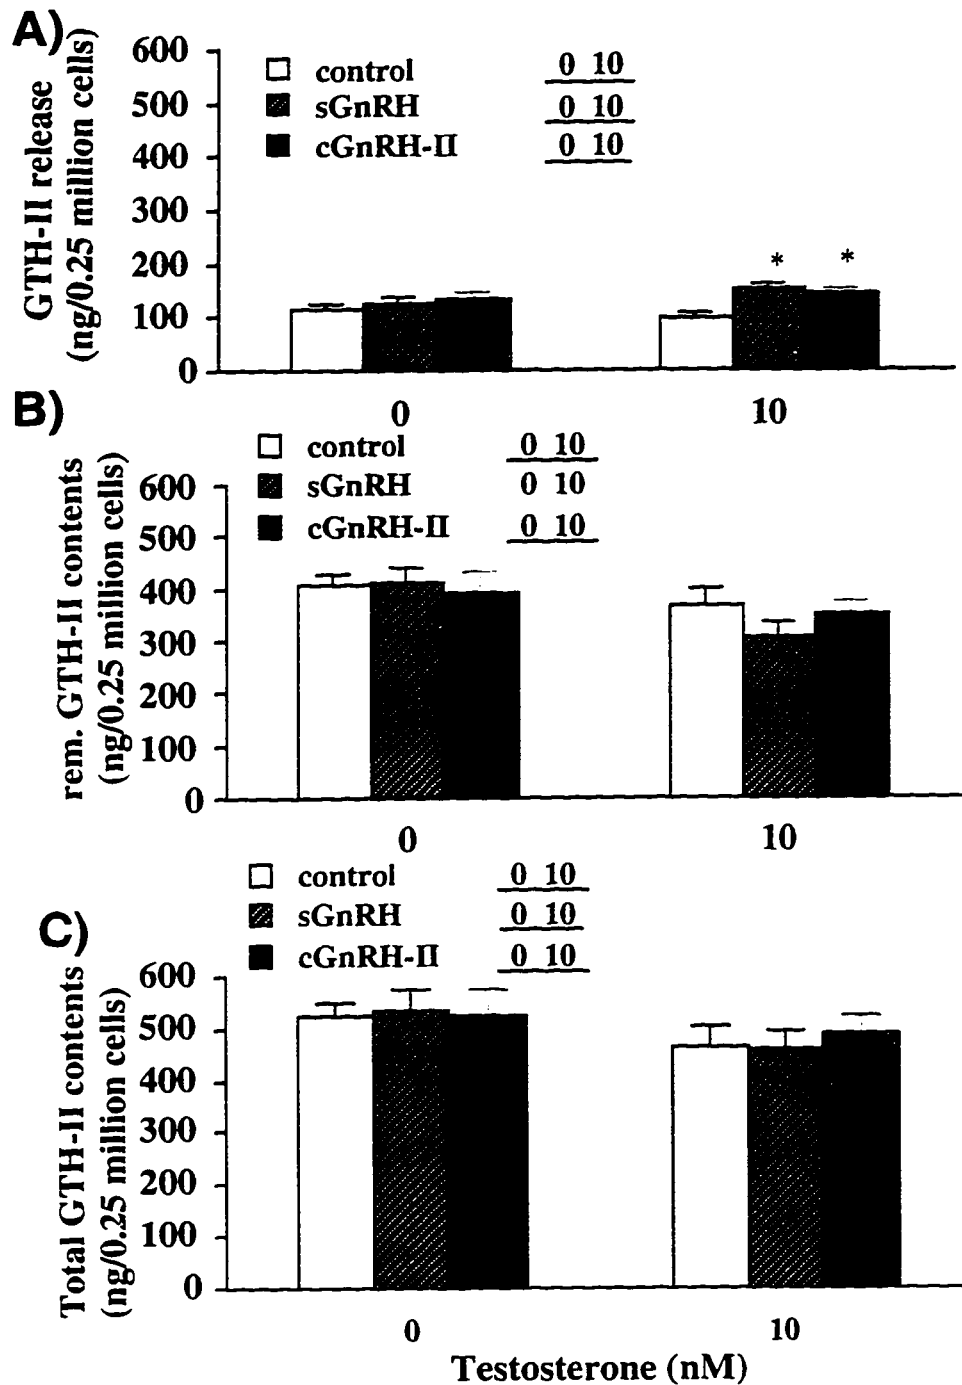 A)
GTH-II release
(ng/0.25 million cells)
600
500
400
300
200
100
0
control 0 10
sGnRH 0 10
cGnRH-II 0 10
* *
0 10
B)
rem. GTH-II contents
(ng/0.25 million cells)
600
500
400
300
200
100
0
control 0 10
sGnRH 0 10
cGnRH-II 0 10
0 10
C)
Total GTH-II contents
(ng/0.25 million cells)
600
500
400
300
200
100
0
control 0 10
sGnRH 0 10
cGnRH-II 0 10
0 10
Testosterone (nM)